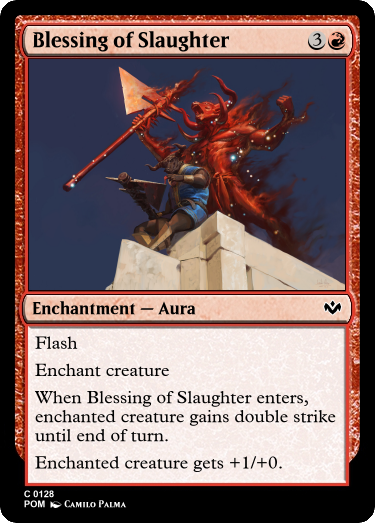 Blessing of Slaughter 3
Enchantment — Aura
Flash
Enchant creature
When Blessing of Slaughter enters,
enchanted creature gains double strike
until end of turn.
Enchanted creature gets +1/+0.
C 0128
POM Camilo Palma